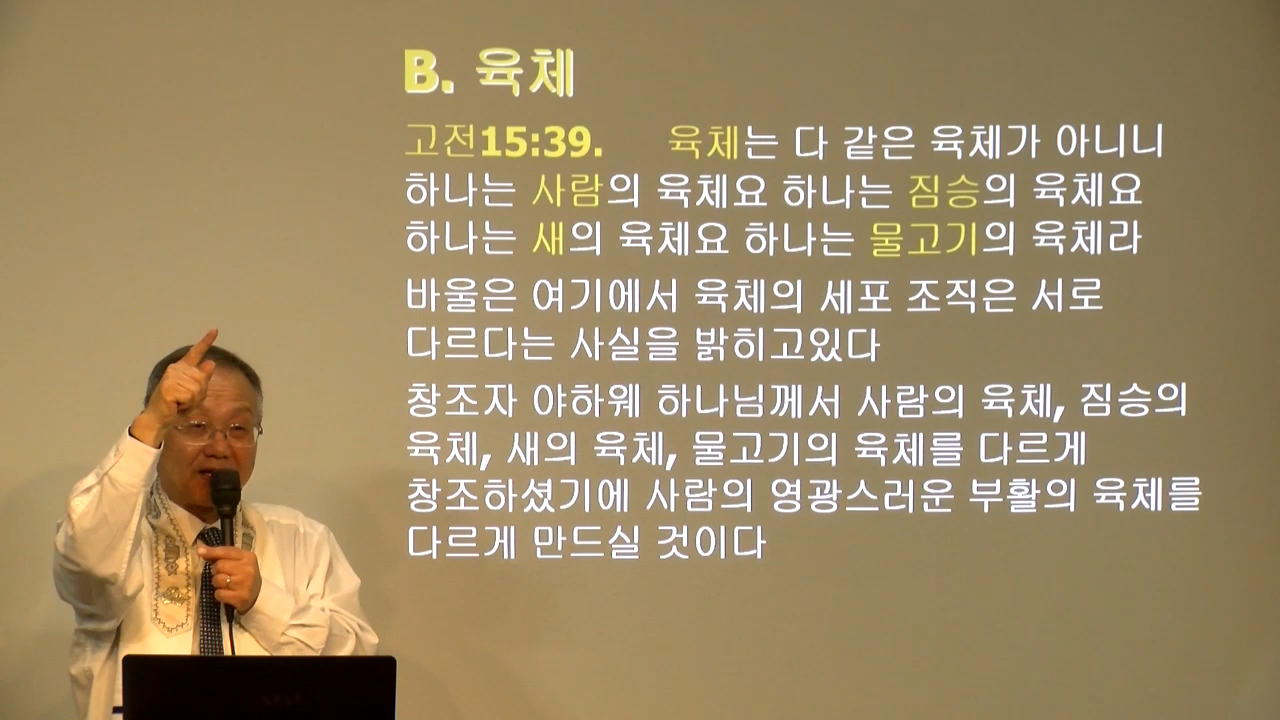 B. 육체
고전15:39. 육체는 다 같은 육체가 아니니
하나는 사람의 육체요 하나는 짐승의 육체요
하나는 새의 육체요 하나는 물고기의 육체라
바울은 여기에서 육체의 세포 조직은 서로
다르다는 사실을 밝히고있다
창조자 야하웨 하나님께서 사람의 육체, 짐승의
육체, 새의 육체, 물고기의 육체를 다르게
창조하셨기에 사람의 영광스러운 부활의 육체를
다르게 만드실 것이다